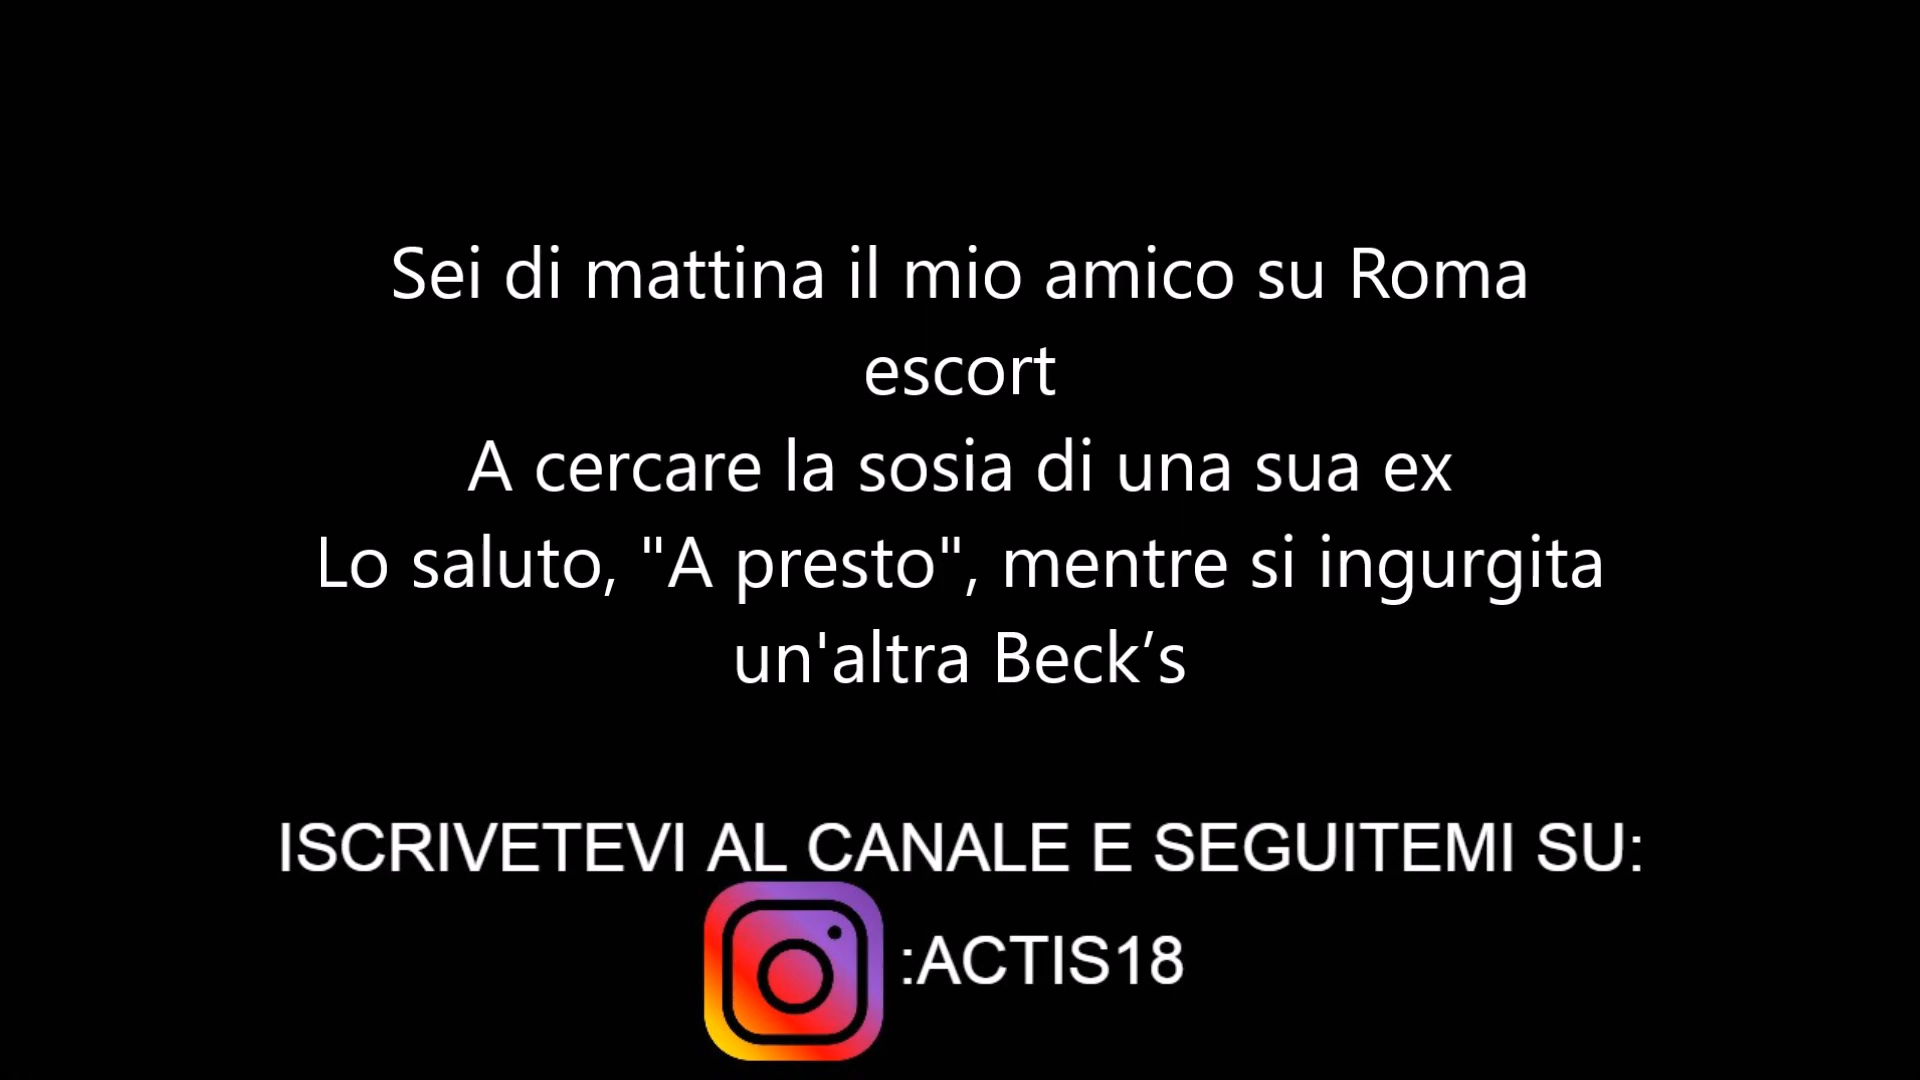 Sei di mattina il mio amico su Roma
escort
A cercare la sosia di una sua ex
Lo saluto, "A presto", mentre si ingurgita
un'altra Beck’s
ISCRIVETEVI AL CANALE E SEGUITEMI SU:
:ACTIS18